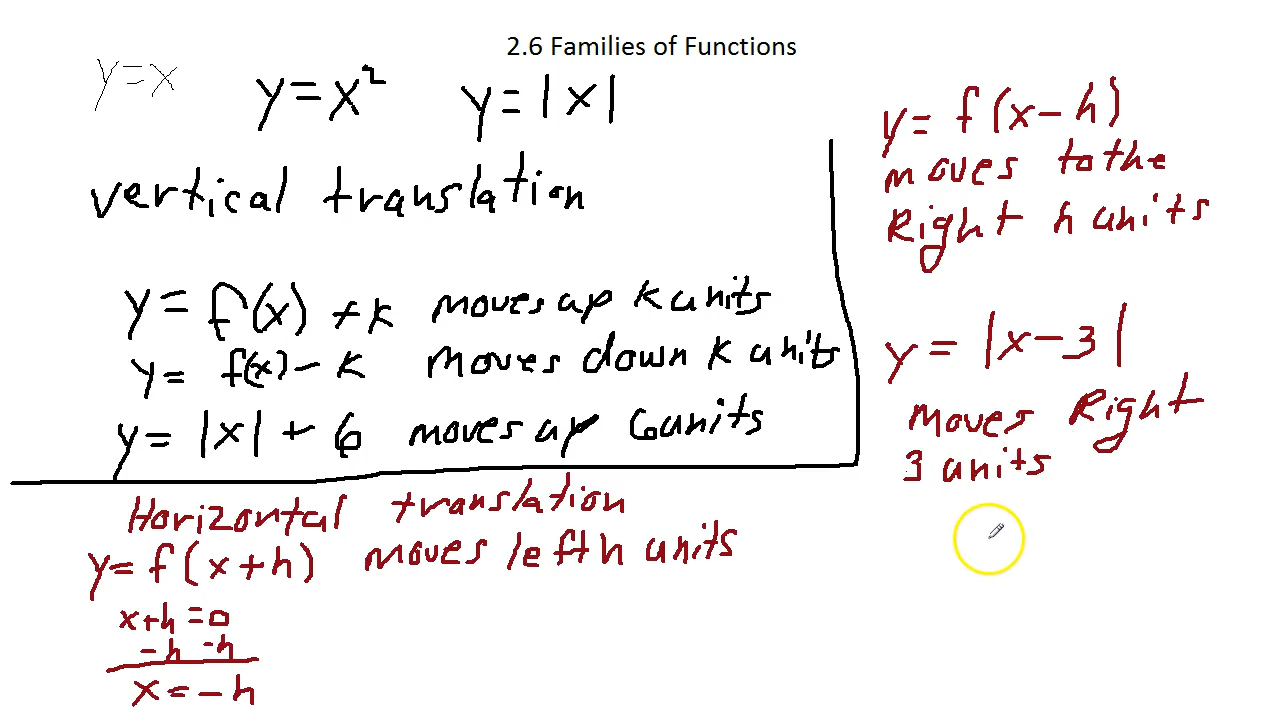 2.6 Families of Functions
y=x y=x² y=|x|
vertical translation
y=f(x)+k moves up k units
y=f(x)-k moves down k units
y=|x|+6 moves up 6 units
Horizontal translation
y=f(x+h) moves left h units
x+h=0
-h -h
x=-h
y=f(x-h)
moves to the
Right h units
y=|x-3|
moves Right
3 units